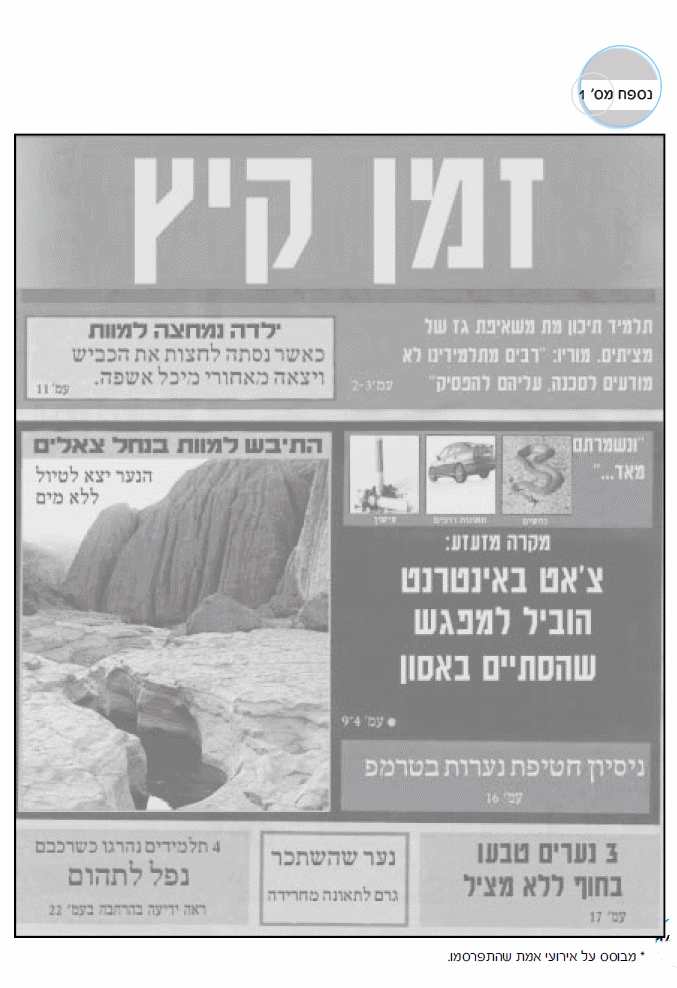 נספח מס' 1
זמן קיץ
תלמיד תיכון מת משאיפת גז של
מציתים. מוריו: "רבים מתלמידינו לא
מודעים לסכנה, עליהם להפסיק"
עמ' 2-3
ילדה נמחצה למוות
כאשר נסתה לחצות את הכביש
ויצאה מאחורי מיכל אשפה.
עמ' 11
"ונשמרתם
מאד..."
נחשים
תאונות דרכים
עישון
מקרה מזעזע:
צ'אט באינטרנט
הוביל למפגש
שהסתיים באסון
● עמ' 9'4
ניסיון חטיפת נערות בטרמפ
עמ' 16
התיבש למוות בנחל צאלים
הנער יצא לטיול
ללא מים
3 נערים טבעו
בחוף ללא מציל
עמ' 17
נער שהשתכר
גרם לתאונה מחרידה
4 תלמידים נהרגו כשרכבם
נפל לתהום
ראה ידיעה בהרחבה בעמ' 22
* מבוסס על אירועי אמת שהתפרסמו.